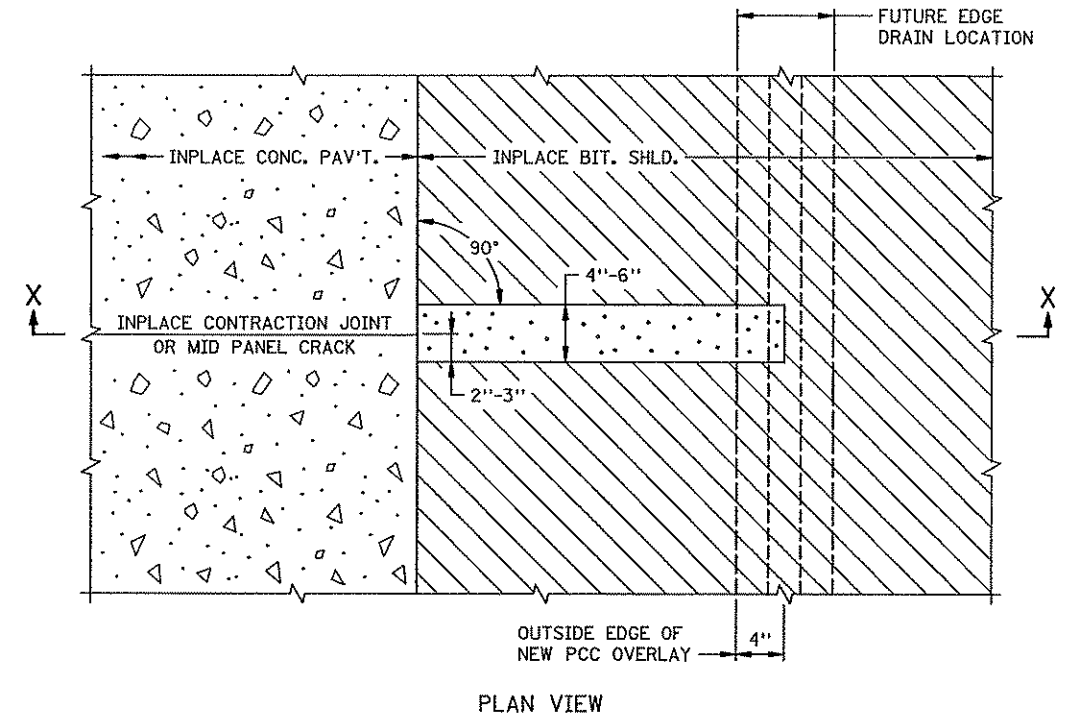 FUTURE EDGE
DRAIN LOCATION
INPLACE CONC. PAV'T.
INPLACE BIT. SHLD.
90°
4"-6"
X
X
INPLACE CONTRACTION JOINT
OR MID PANEL CRACK
2"-3"
OUTSIDE EDGE OF
NEW PCC OVERLAY
4"
PLAN VIEW